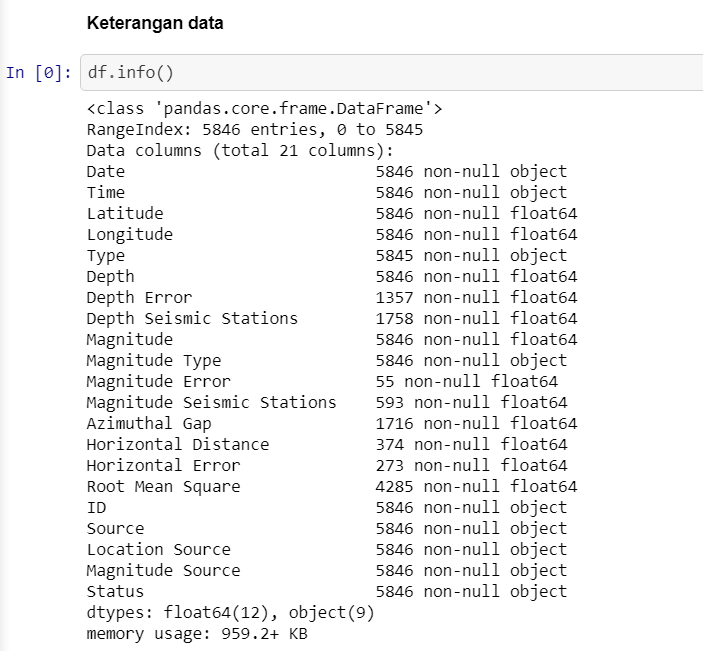 Keterangan data
In [0]: df.info()
<class 'pandas.core.frame.DataFrame'>
RangeIndex: 5846 entries, 0 to 5845
Data columns (total 21 columns):
Date 5846 non-null object
Time 5846 non-null object
Latitude 5846 non-null float64
Longitude 5846 non-null float64
Type 5845 non-null object
Depth 5846 non-null float64
Depth Error 1357 non-null float64
Depth Seismic Stations 1758 non-null float64
Magnitude 5846 non-null float64
Magnitude Type 5846 non-null object
Magnitude Error 55 non-null float64
Magnitude Seismic Stations 593 non-null float64
Azimuthal Gap 1716 non-null float64
Horizontal Distance 374 non-null float64
Horizontal Error 273 non-null float64
Root Mean Square 4285 non-null float64
ID 5846 non-null object
Source 5846 non-null object
Location Source 5846 non-null object
Magnitude Source 5846 non-null object
Status 5846 non-null object
dtypes: float64(12), object(9)
memory usage: 959.2+ KB